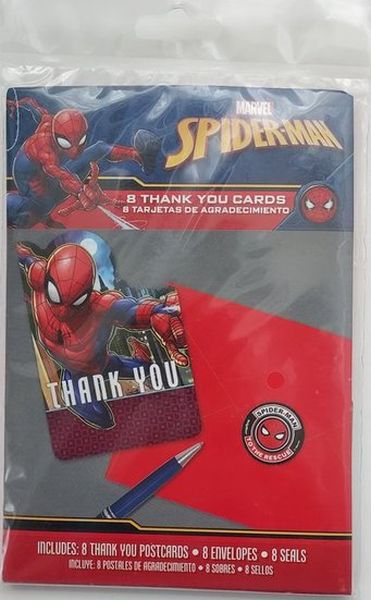 MARVEL
SPIDER-MAN
8 THANK YOU CARDS
8 TARJETAS DE AGRADECIMIENTO
THANK YOU
SPIDER-MAN
TO THE RESCUE
INCLUDES: 8 THANK YOU POSTCARDS • 8 ENVELOPES • 8 SEALS
INCLUYE: 8 POSTALES DE AGRADECIMIENTO • 8 SOBRES • 8 SELLOS